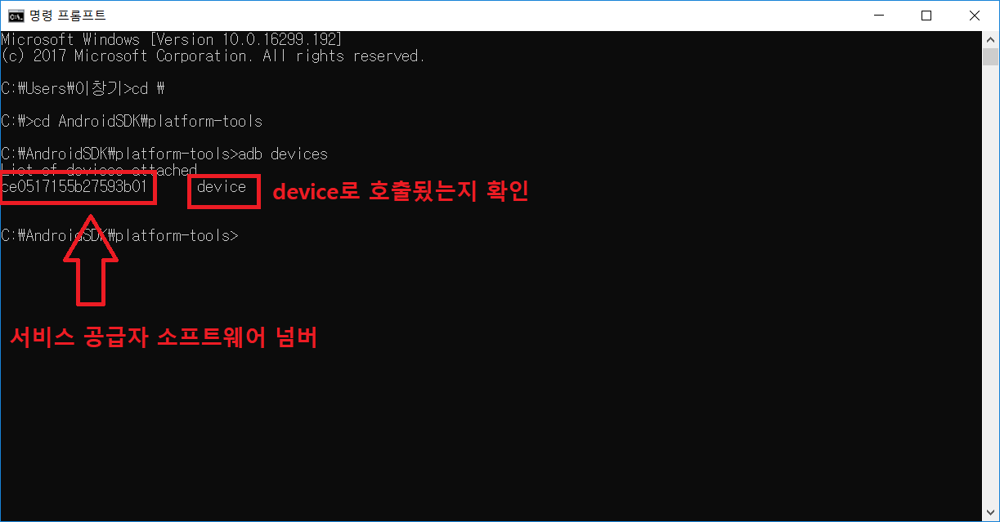 명령 프롬프트
Microsoft Windows [Version 10.0.16299.192]
(c) 2017 Microsoft Corporation. All rights reserved.
C:₩Users₩이창기>cd ₩
C:₩>cd AndroidSDK₩platform-tools
C:₩AndroidSDK₩platform-tools>adb devices
List of devices attached
ce0517155b27593b01 device
device로 호출됬는지 확인
C:₩AndroidSDK₩platform-tools>
서비스 공급자 소프트웨어 넘버